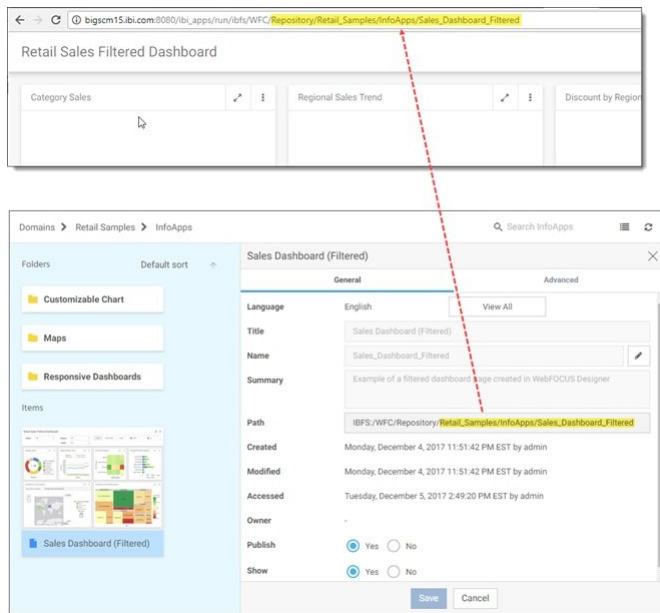 bigscm15.ibi.com:8080/ibi_apps/run/ibfs/WFC/Repository/Retail_Samples/InfoApps/Sales_Dashboard_Filtered
Retail Sales Filtered Dashboard
Category Sales
Regional Sales Trend
Discount by Region
Domains > Retail Samples > InfoApps
Search InfoApps
Folders Default sort
Customizable Chart
Maps
Responsive Dashboards
Items
Sales Dashboard (Filtered)
Sales Dashboard (Filtered)
General Advanced
Language English View All
Title Sales Dashboard (Filtered)
Name Sales_Dashboard_Filtered
Summary Example of a filtered dashboard page created in WebFOCUS Designer
Path IBFS:/WFC/Repository/Retail_Samples/InfoApps/Sales_Dashboard_Filtered
Created Monday, December 4, 2017 11:51:42 PM EST by admin
Modified Monday, December 4, 2017 11:51:42 PM EST by admin
Accessed Tuesday, December 5, 2017 2:49:20 PM EST by admin
Owner -
Publish Yes No
Show Yes No
Save Cancel